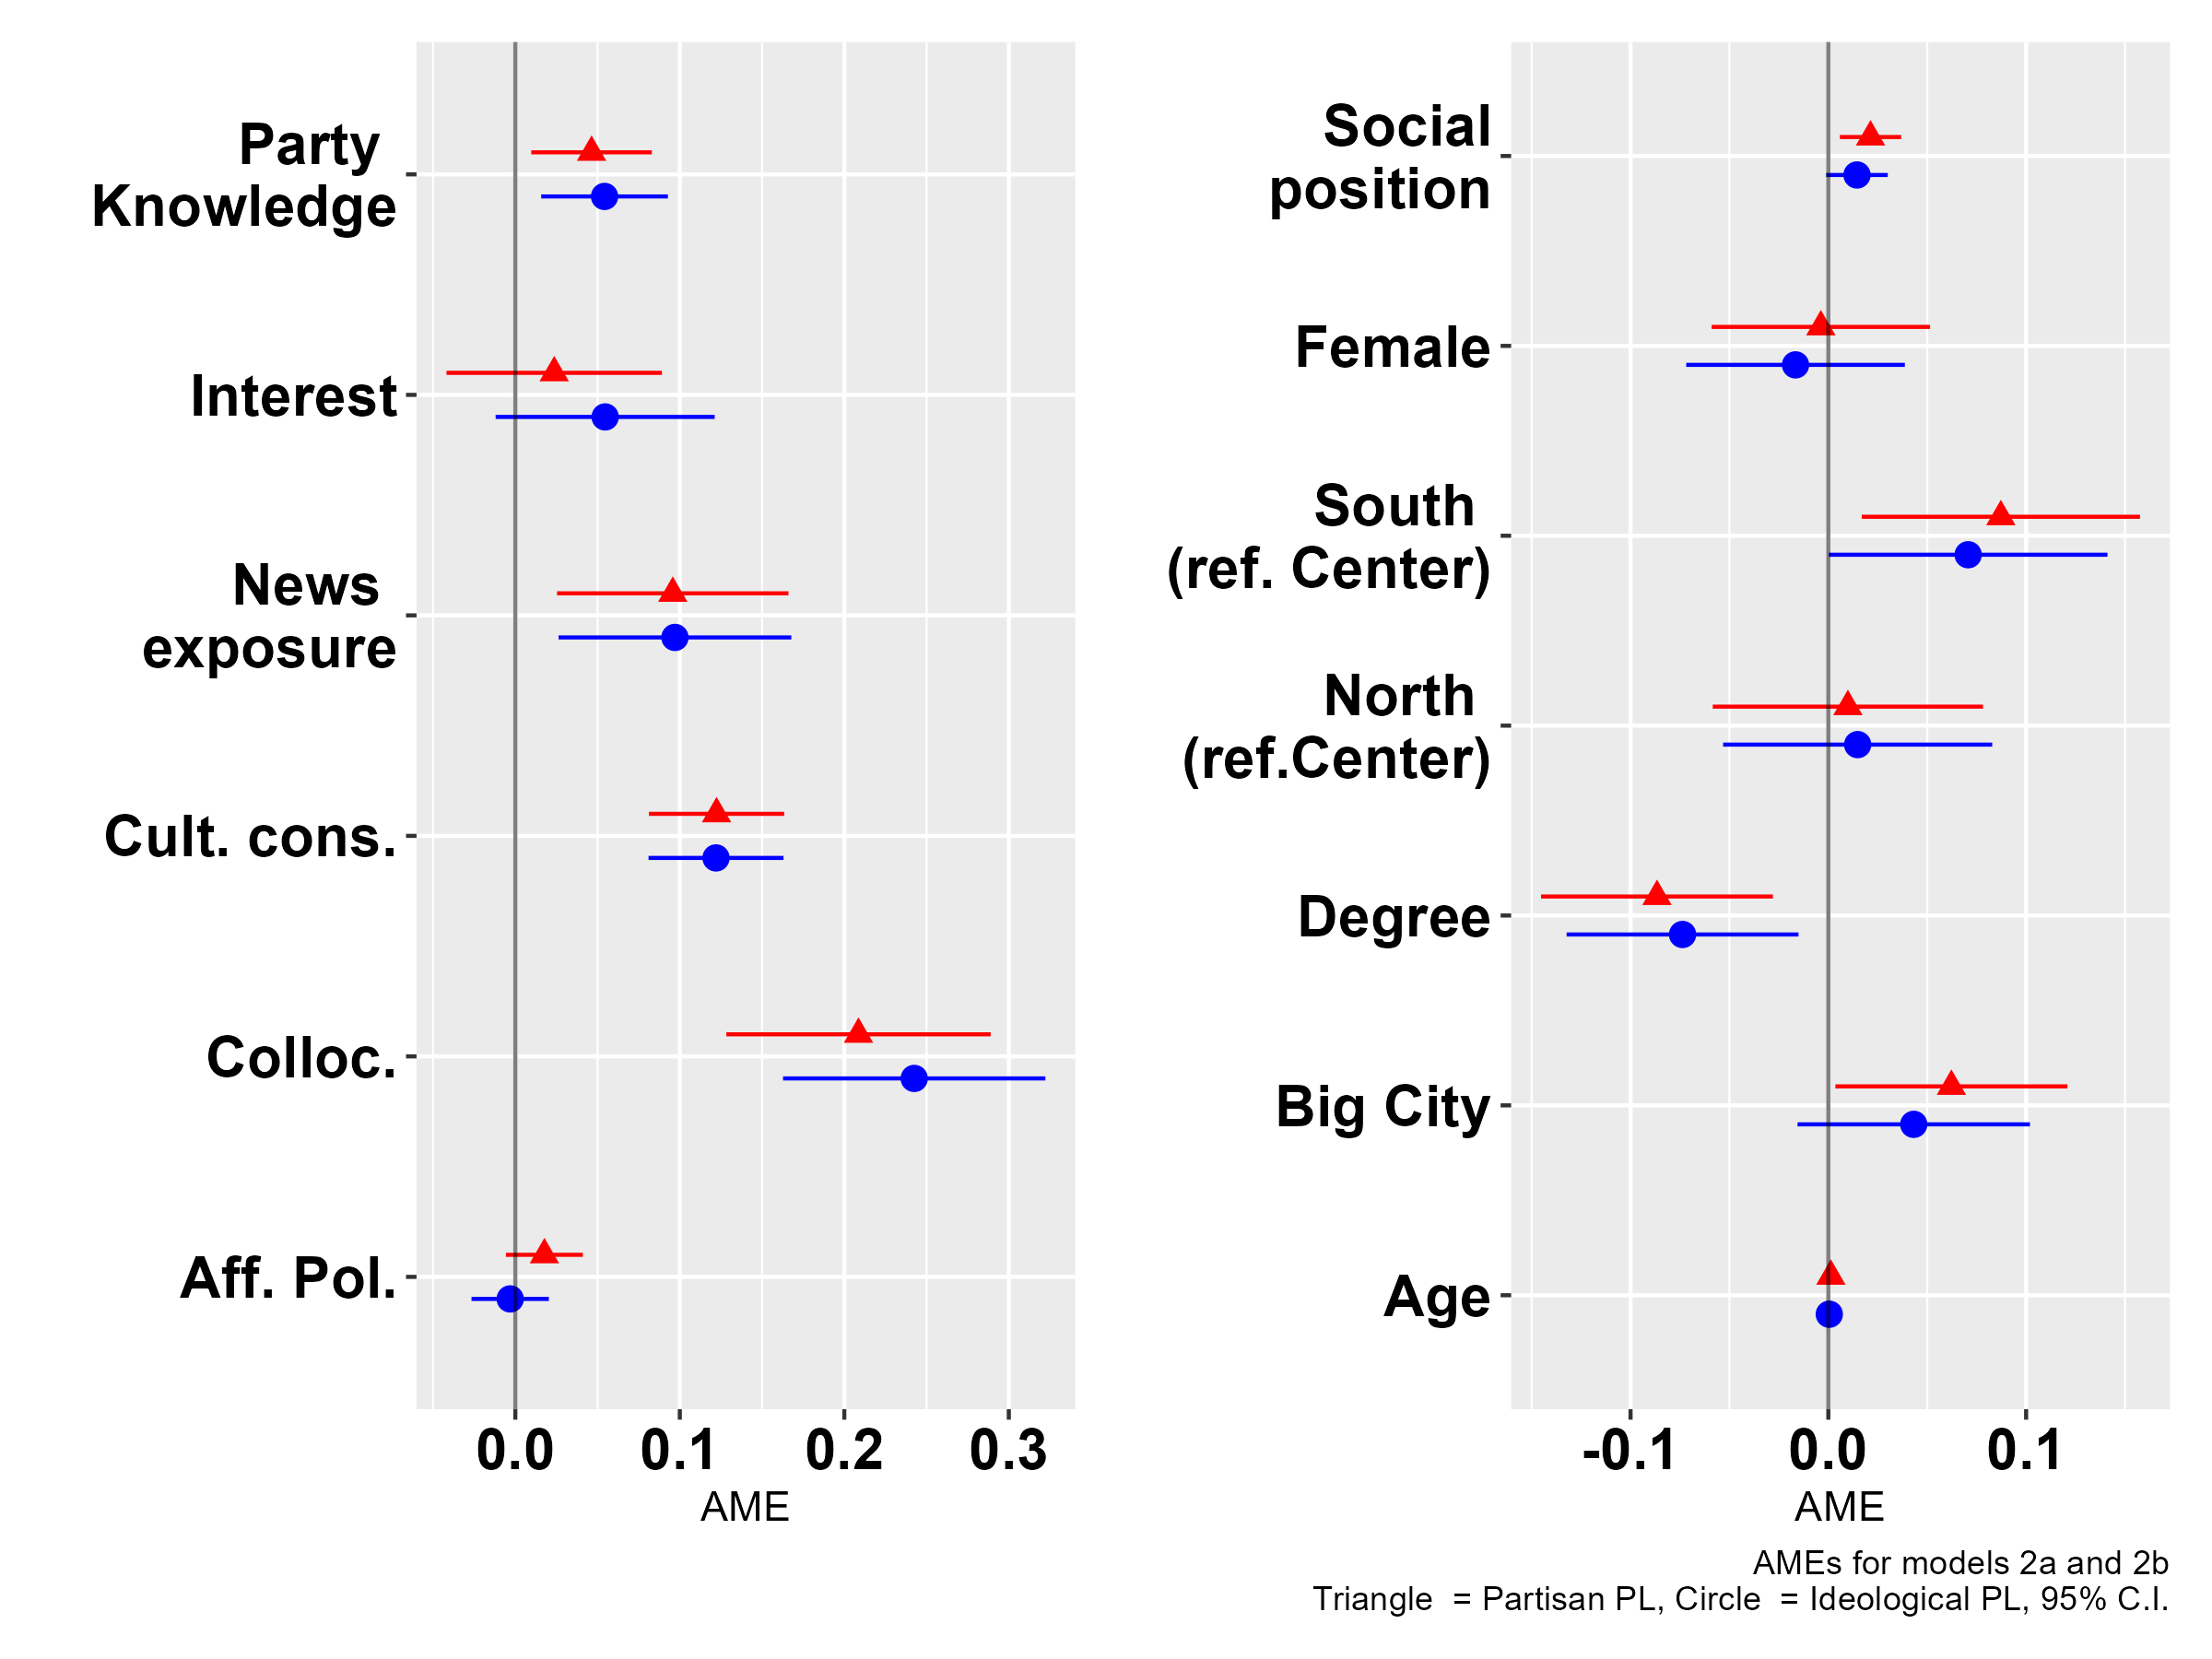 Party
Knowledge
Interest
News
exposure
Cult. cons.
Colloc.
Aff. Pol.
0.0 0.1 0.2 0.3
AME
Social
position
Female
South
(ref. Center)
North
(ref.Center)
Degree
Big City
Age
-0.1 0.0 0.1
AME
AMEs for models 2a and 2b
Triangle = Partisan PL, Circle = Ideological PL, 95% C.I.